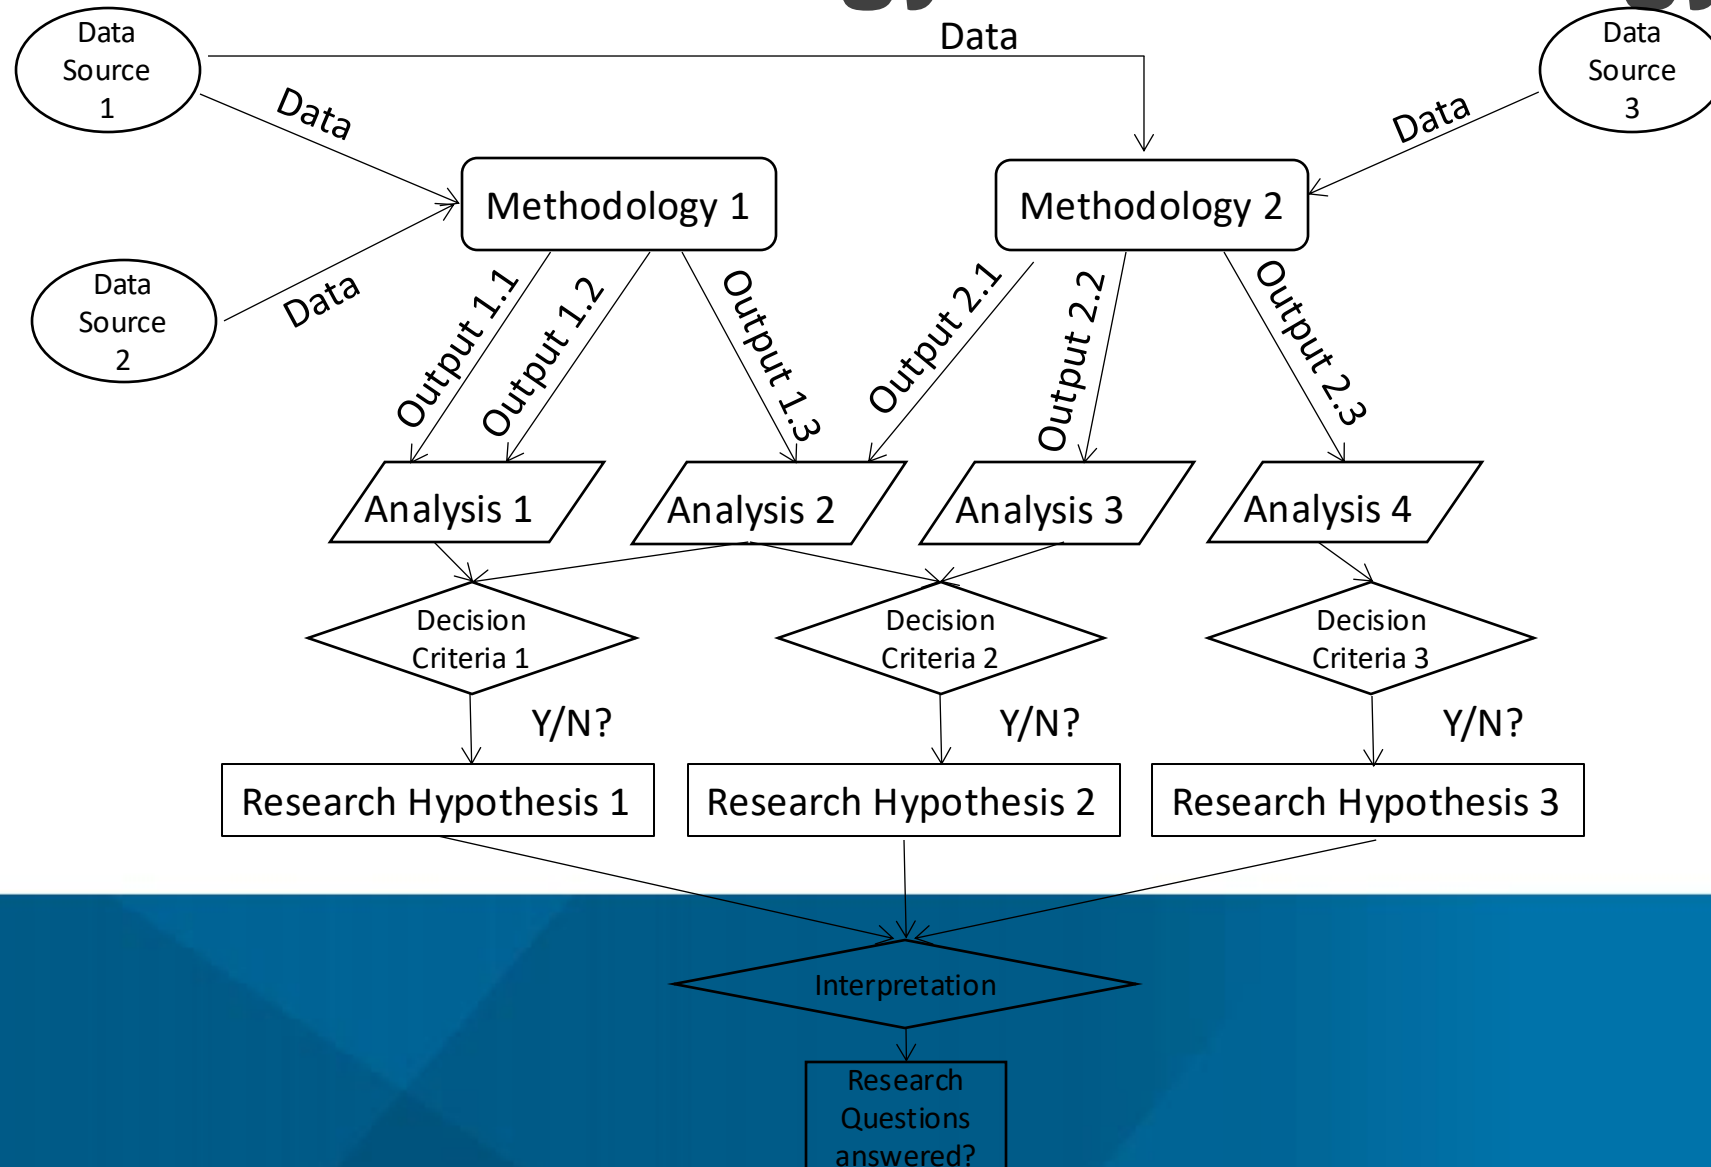 Data
Source
1
Data
Data
Source
3
Data
Data
Methodology 1
Methodology 2
Data
Source
2
Data
Output 1.1
Output 1.2
Output 1.3
Output 2.1
Output 2.2
Output 2.3
Analysis 1
Analysis 2
Analysis 3
Analysis 4
Decision
Criteria 1
Decision
Criteria 2
Decision
Criteria 3
Y/N?
Y/N?
Y/N?
Research Hypothesis 1
Research Hypothesis 2
Research Hypothesis 3
Interpretation
Research
Questions
answered?